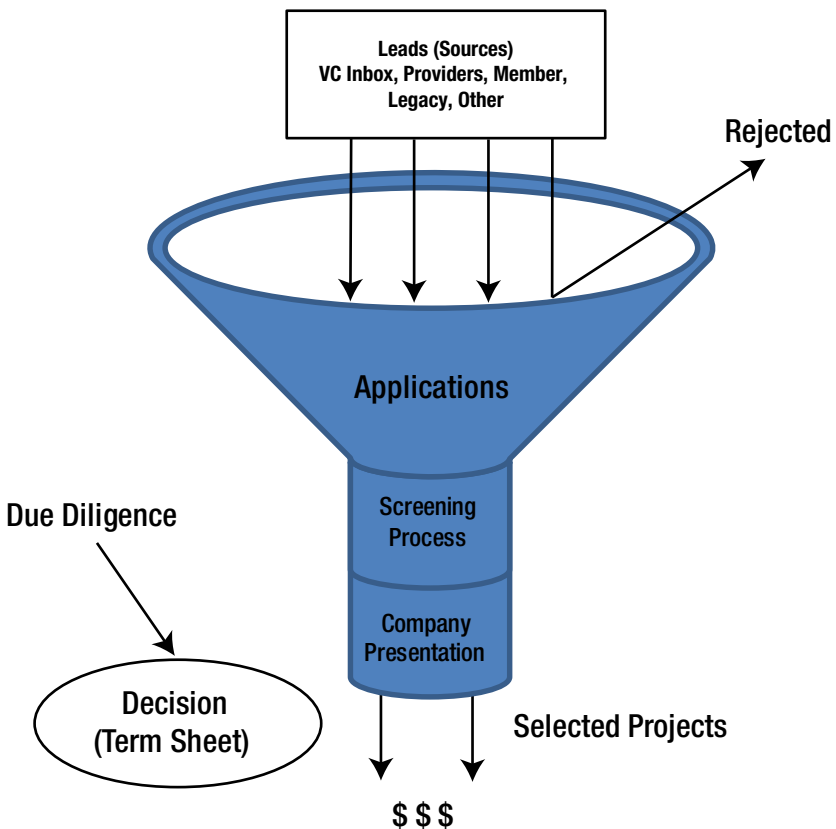 Leads (Sources)
VC Inbox, Providers, Member,
Legacy, Other
Rejected
Applications
Screening
Process
Due Diligence
Company
Presentation
Decision
(Term Sheet)
Selected Projects
$ $ $